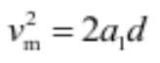 v_m^2 = 2a_1d